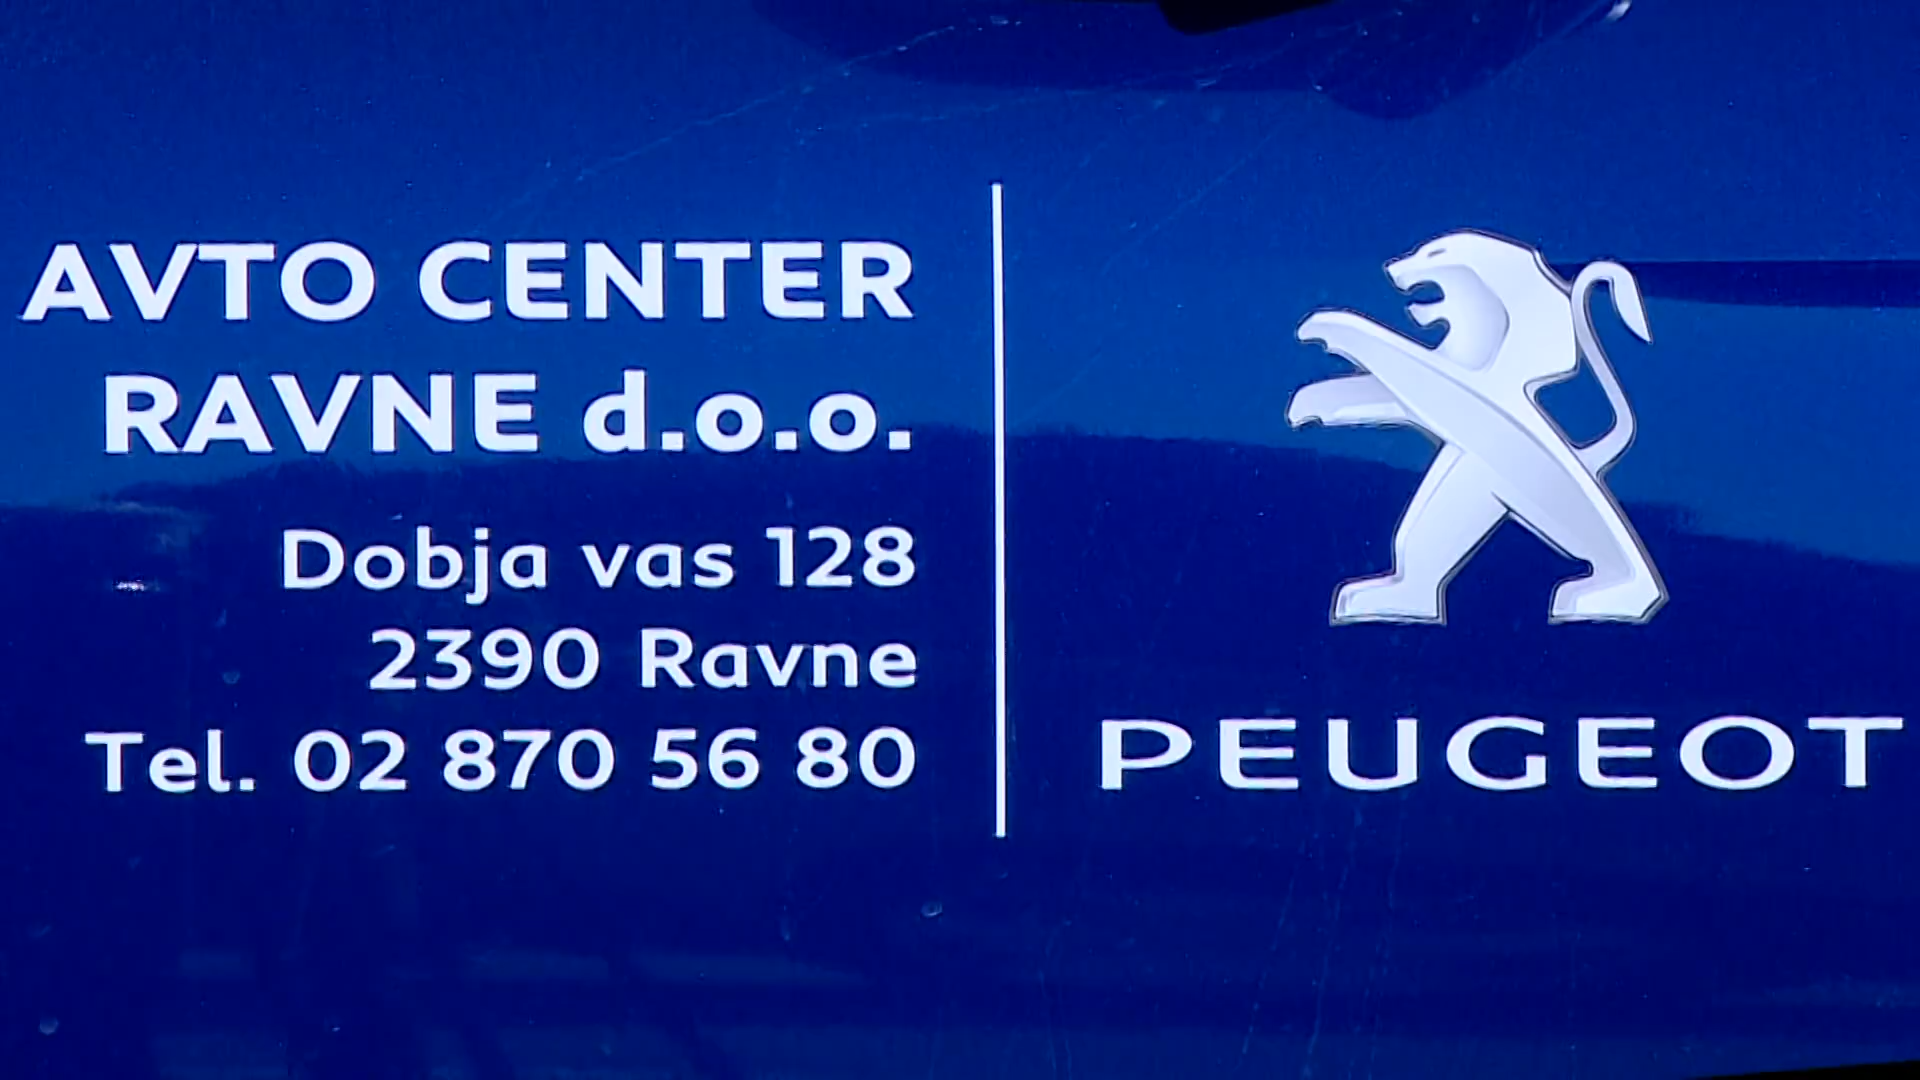 AVTO CENTER
RAVNE d.o.o.
Dobja vas 128
2390 Ravne
Tel. 02 870 56 80
PEUGEOT